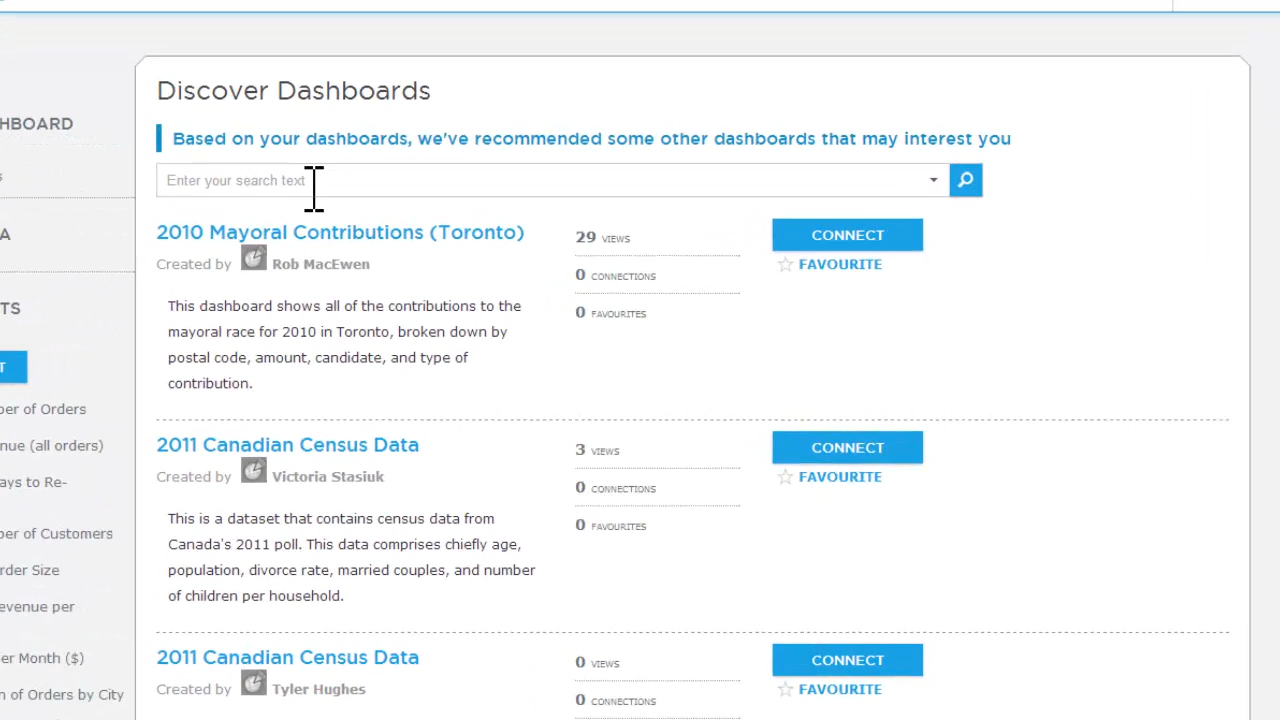 HBOARD
s
A
TS
T
per of Orders
nue (all orders)
ays to Re-
per of Customers
rder Size
evenue per
er Month ($)
n of Orders by City
Discover Dashboards
Based on your dashboards, we've recommended some other dashboards that may interest you
Enter your search text
2010 Mayoral Contributions (Toronto)
Created by Rob MacEwen
This dashboard shows all of the contributions to the
mayoral race for 2010 in Toronto, broken down by
postal code, amount, candidate, and type of
contribution.
29 VIEWS
0 CONNECTIONS
0 FAVOURITES
CONNECT
FAVOURITE
2011 Canadian Census Data
Created by Victoria Stasiuk
This is a dataset that contains census data from
Canada's 2011 poll. This data comprises chiefly age,
population, divorce rate, married couples, and number
of children per household.
3 VIEWS
0 CONNECTIONS
0 FAVOURITES
CONNECT
FAVOURITE
2011 Canadian Census Data
Created by Tyler Hughes
0 VIEWS
0 CONNECTIONS
CONNECT
FAVOURITE